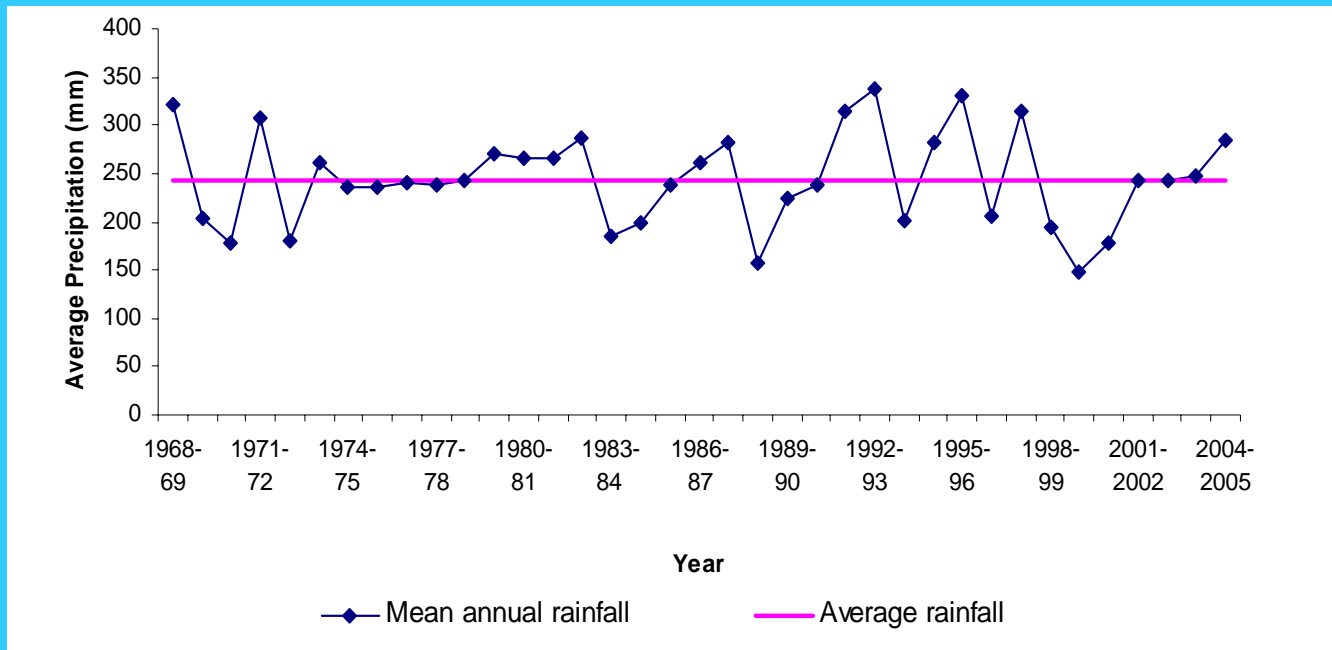 400
350
300
250
200
150
100
50
0
Average Precipitation (mm)
1968- 1971- 1974- 1977- 1980- 1983- 1986- 1989- 1992- 1995- 1998- 2001- 2004-
69 72 75 78 81 84 87 90 93 96 99 2002 2005
Year
Mean annual rainfall Average rainfall